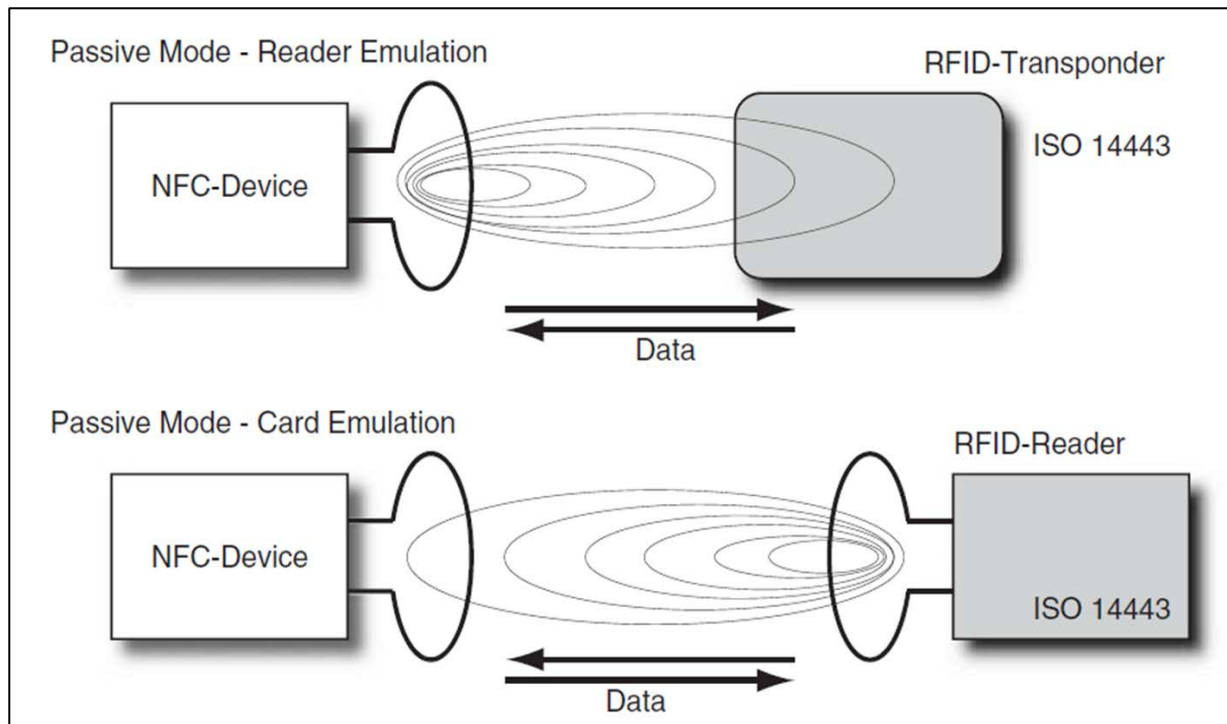 Passive Mode - Reader Emulation
RFID-Transponder
NFC-Device
ISO 14443
Data
Passive Mode - Card Emulation
RFID-Reader
NFC-Device
ISO 14443
Data